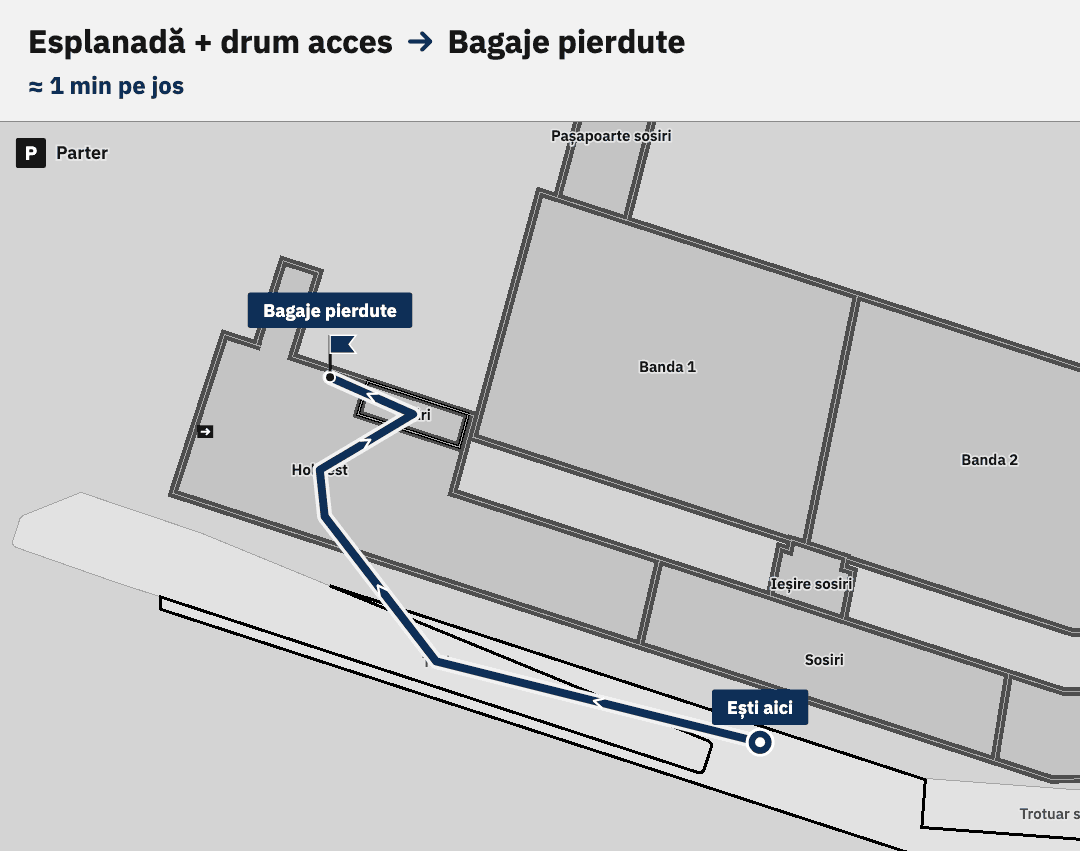 Esplanadă + drum acces → Bagaje pierdute
≈ 1 min pe jos
P Parter
Pașapoarte sosiri
Bagaje pierdute
Banda 1
Banda 2
Ieșire sosiri
Sosiri
Ești aici
Trotuar s